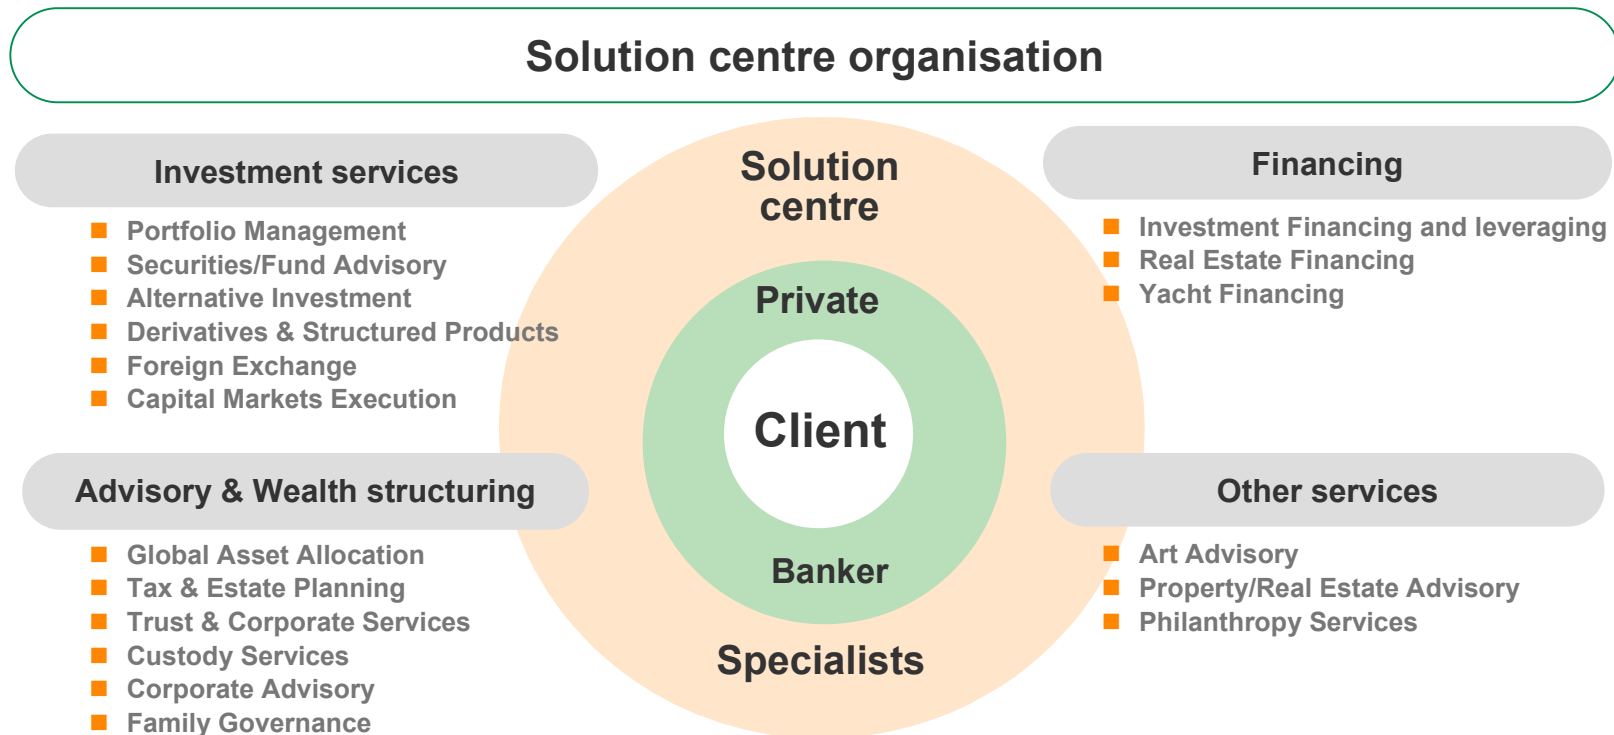 Solution centre organisation
Investment services
Portfolio Management
Securities/Fund Advisory
Alternative Investment
Derivatives & Structured Products
Foreign Exchange
Capital Markets Execution
Advisory & Wealth structuring
Global Asset Allocation
Tax & Estate Planning
Trust & Corporate Services
Custody Services
Corporate Advisory
Family Governance
Solution
centre
Private
Client
Banker
Specialists
Financing
Investment Financing and leveraging
Real Estate Financing
Yacht Financing
Other services
Art Advisory
Property/Real Estate Advisory
Philanthropy Services